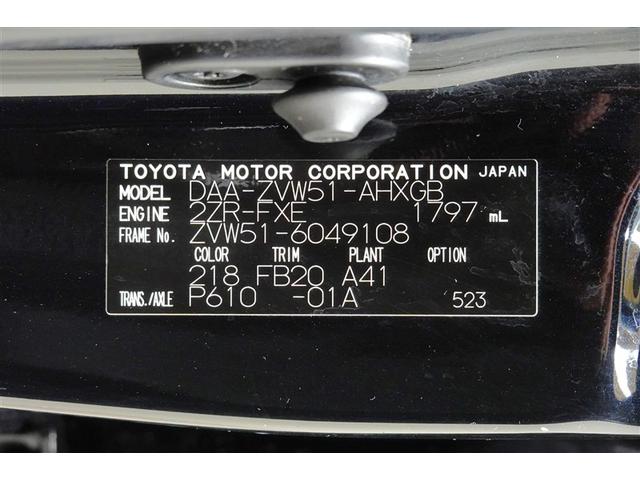 TOYOTA MOTOR CORPORATION JAPAN
MODEL DAA-ZVW51-AHXGB
ENGINE 2ZR-FXE 1797 mL
FRAME No. ZVW51-6049108
COLOR TRIM PLANT OPTION
218 FB20 A41
TRANS./AXLE P610 -01A 523